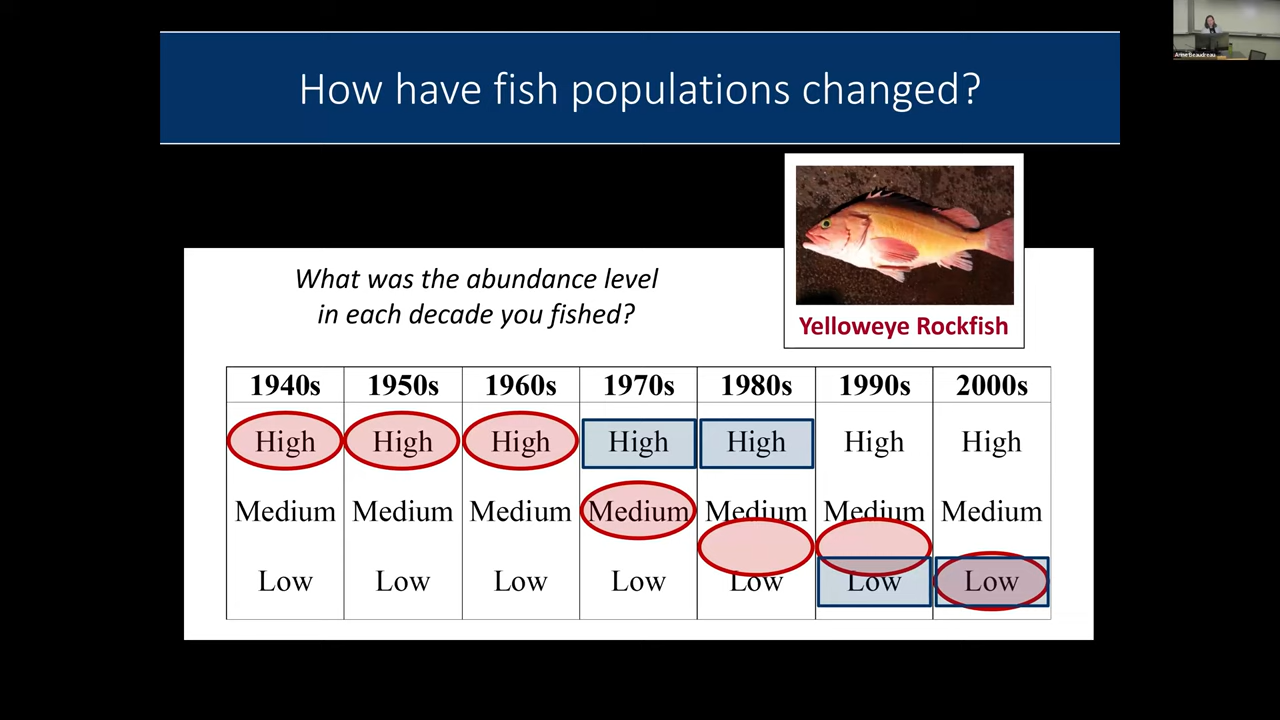 How have fish populations changed?
Anne Beaudreau
What was the abundance level
in each decade you fished?
Yelloweye Rockfish
1940s 1950s 1960s 1970s 1980s 1990s 2000s
High High High High High High High
Medium Medium Medium Medium Medium Medium Medium
Low Low Low Low Low Low Low